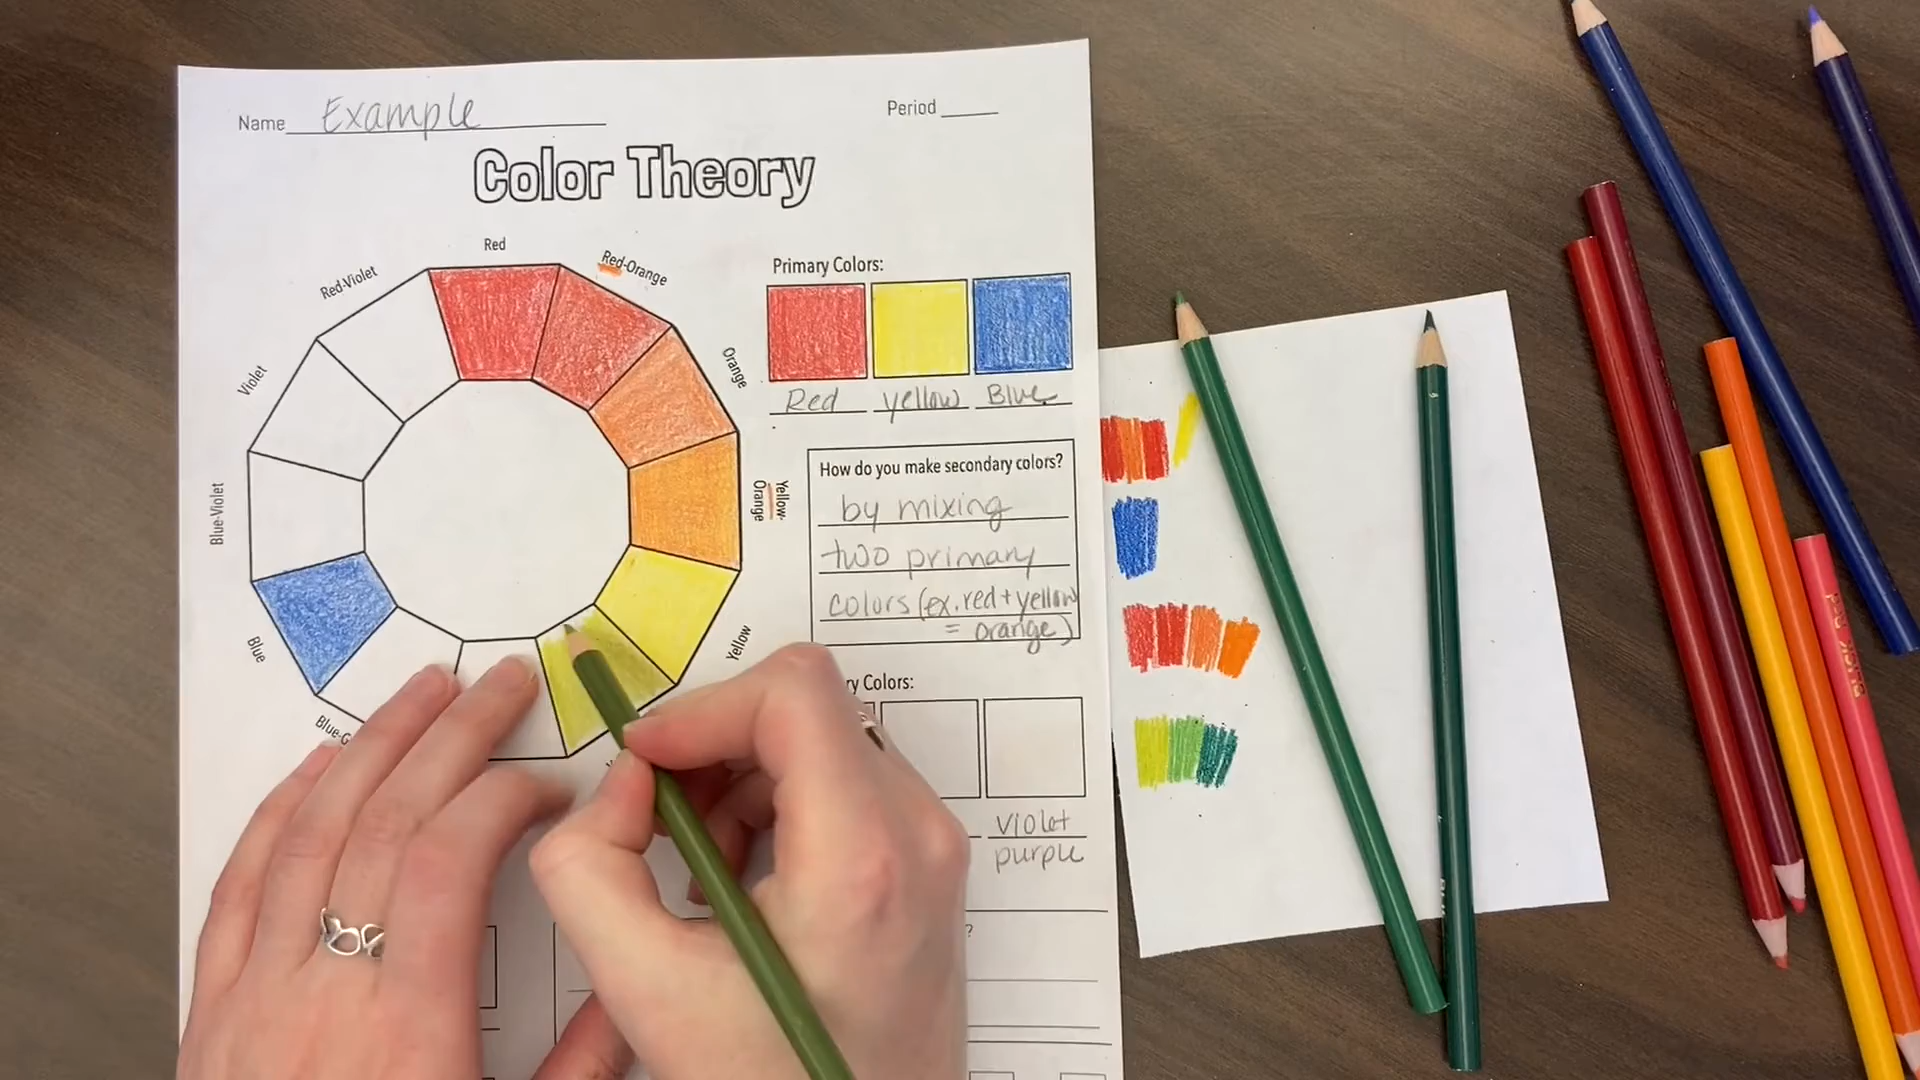 Name Example
Period
Color Theory
Red
Red-Orange
Orange
Yellow-
Orange
Yellow
Blue-G
Blue
Blue-Violet
Violet
Red-Violet
Primary Colors:
Red yellow Blue
How do you make secondary colors?
by mixing
two primary
colors (ex. red + yellow
= orange)
ry Colors:
violet
purple
?